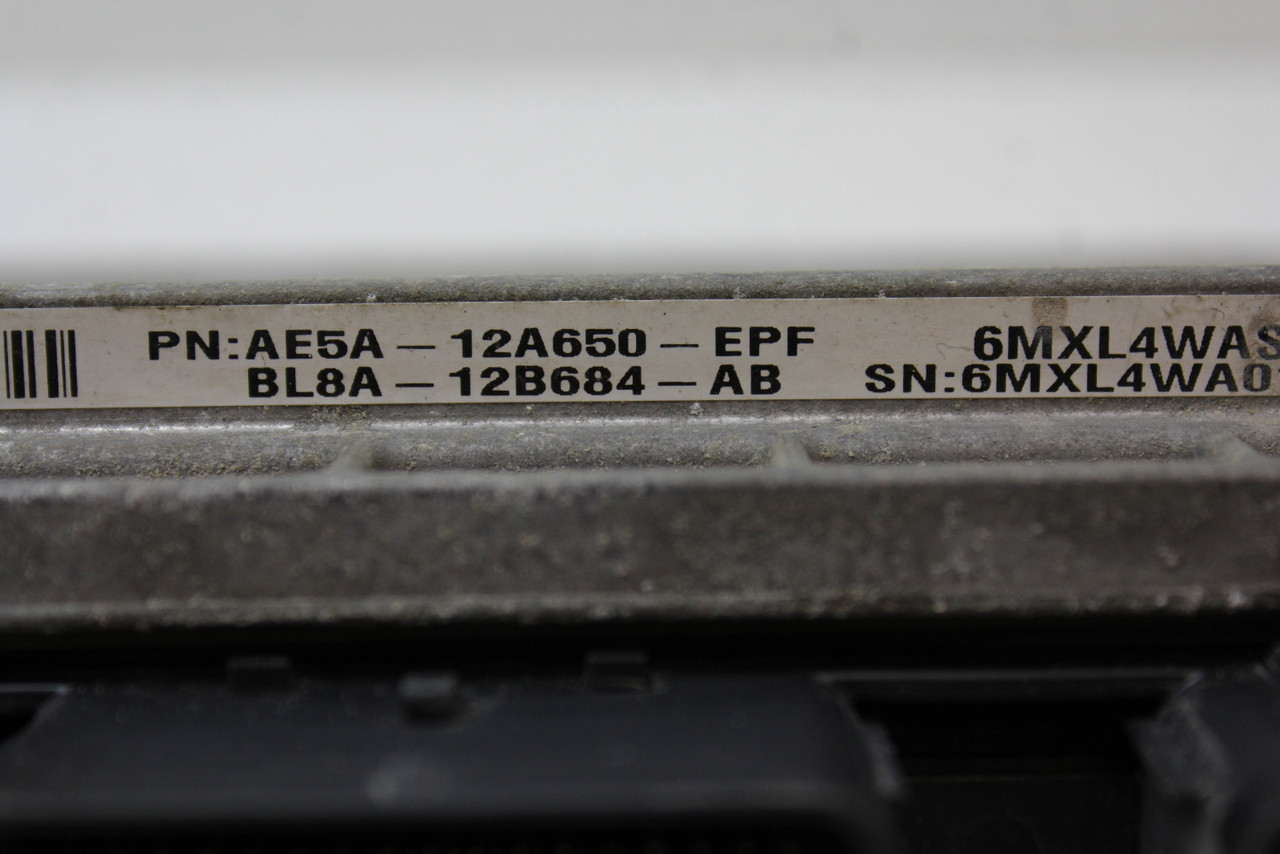 PN:AE5A – 12A650 – EPF 6MXL4WAS
BL8A – 12B684 – AB SN:6MXL4WA0